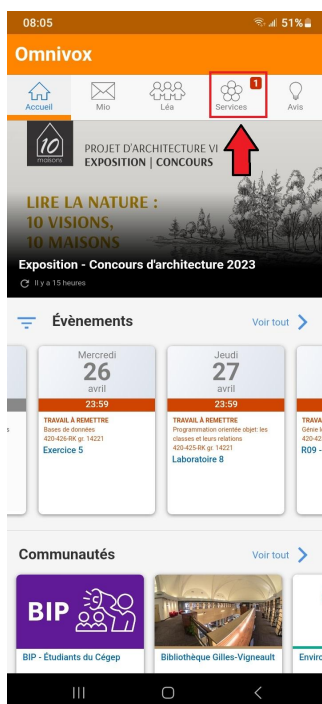 08:05
51%
Omnivox
1
Accueil
Mio
Léa
Services
Avis
10
maisons
PROJET D'ARCHITECTURE VI
EXPOSITION | CONCOURS
LIRE LA NATURE :
10 VISIONS,
10 MAISONS
Exposition - Concours d'architecture 2023
Il y a 15 heures
Évènements
Voir tout
Mercredi
26
avril
23:59
TRAVAIL À REMETTRE
Bases de données
420-426-RK gr. 14221
Exercice 5
Jeudi
27
avril
23:59
TRAVAIL À REMETTRE
Programmation orientée objet: les
classes et leurs relations
420-425-RK gr. 14221
Laboratoire 8
TRAVA
Génie l
420-42
R09 -
Communautés
Voir tout
BIP
BIP - Étudiants du Cégep
Bibliothèque Gilles-Vigneault
Enviro